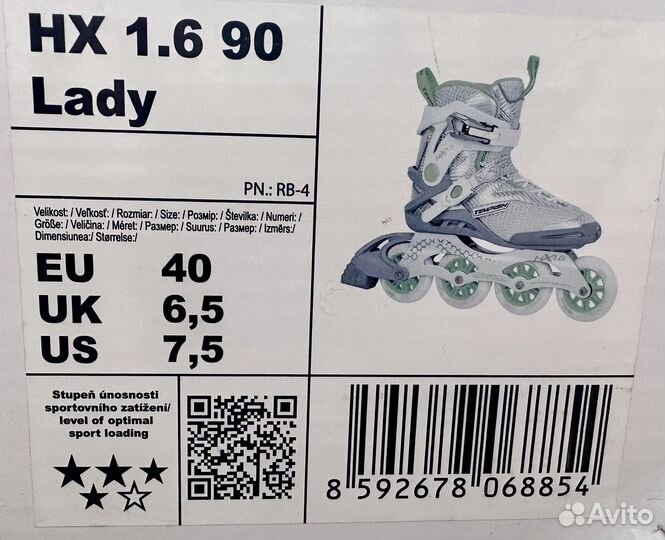 HX 1.6 90
Lady
PN.: RB-4
Velikost: / Veľkosť: / Rozmiar: / Size: / Розмір: / Številka: / Numeri: /
Größe: / Veličina: / Méret: / Размер: / Suurus: / Размер: / Izmērs:/
Dimensiunea:/ Størrelse:/
EU 40
UK 6,5
US 7,5
TEMPISH
HX1.6
Stupeň únosnosti
sportovního zatížení/
level of optimal
sport loading
8 592678 068854
Avito